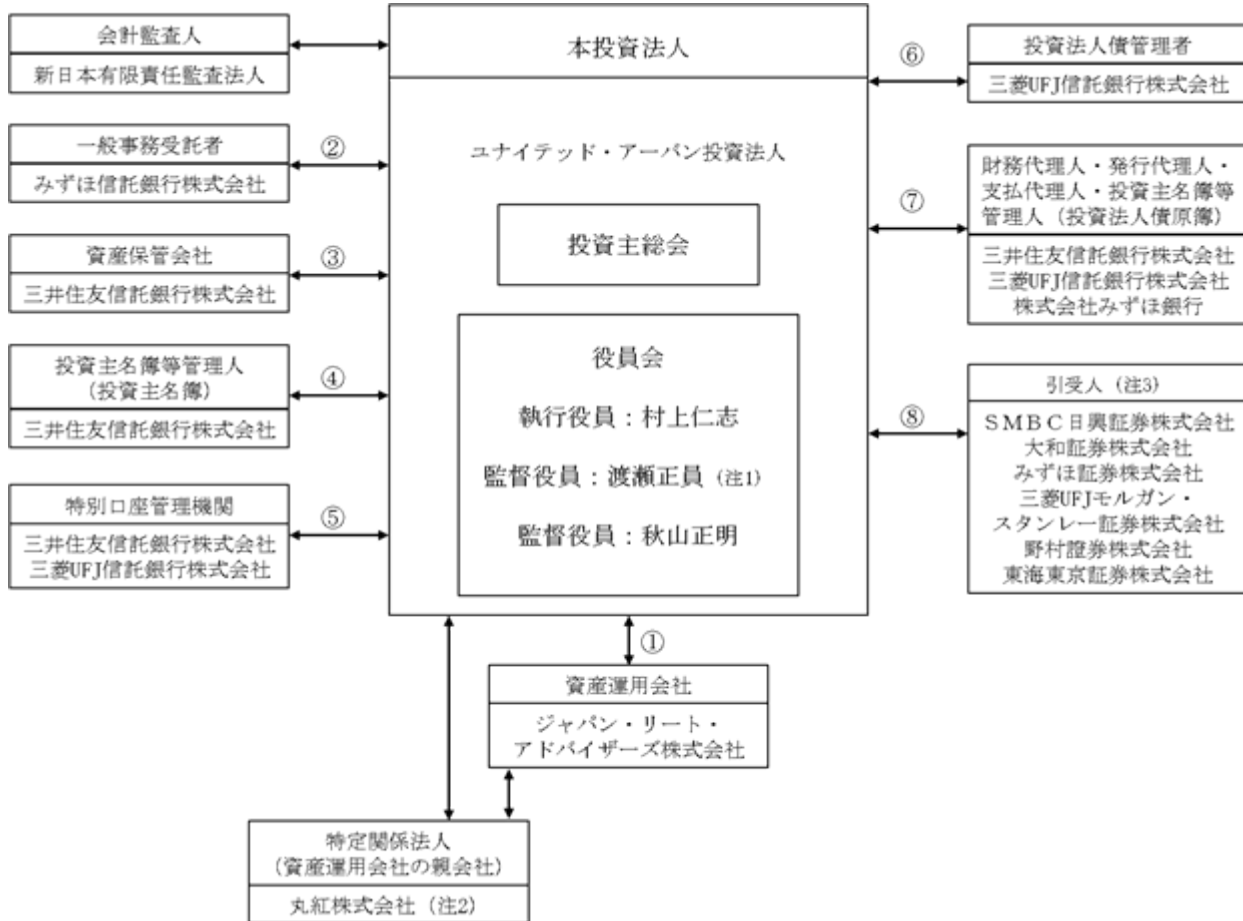 会計監査人
新日本有限責任監査法人
一般事務受託者
みずほ信託銀行株式会社
②
資産保管会社
三井住友信託銀行株式会社
③
投資主名簿等管理人
(投資主名簿)
三井住友信託銀行株式会社
④
特別口座管理機関
三井住友信託銀行株式会社
三菱UFJ信託銀行株式会社
⑤
本投資法人
ユナイテッド・アーバン投資法人
投資主総会
役員会
執行役員：村上仁志
監督役員：渡瀬正員 (注1)
監督役員：秋山正明
⑥
投資法人債管理者
三菱UFJ信託銀行株式会社
⑦
財務代理人・発行代理人・
支払代理人・投資主名簿等
管理人（投資法人債原簿）
三井住友信託銀行株式会社
三菱UFJ信託銀行株式会社
株式会社みずほ銀行
⑧
引受人（注3）
ＳＭＢＣ日興証券株式会社
大和証券株式会社
みずほ証券株式会社
三菱UFJモルガン・
スタンレー証券株式会社
野村證券株式会社
東海東京証券株式会社
①
資産運用会社
ジャパン・リート・
アドバイザーズ株式会社
特定関係法人
（資産運用会社の親会社）
丸紅株式会社（注2）